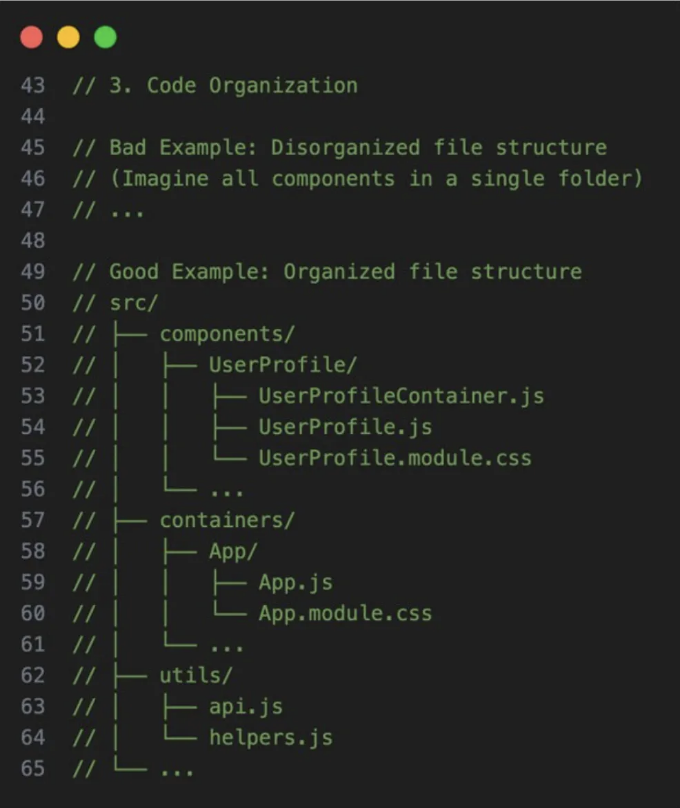 43 // 3. Code Organization
44
45 // Bad Example: Disorganized file structure
46 // (Imagine all components in a single folder)
47 // ...
48
49 // Good Example: Organized file structure
50 // src/
51 // ├── components/
52 // │   ├── UserProfile/
53 // │   │   ├── UserProfileContainer.js
54 // │   │   ├── UserProfile.js
55 // │   │   └── UserProfile.module.css
56 // │   └── ...
57 // ├── containers/
58 // │   ├── App/
59 // │   │   ├── App.js
60 // │   │   └── App.module.css
61 // │   └── ...
62 // ├── utils/
63 // │   ├── api.js
64 // │   └── helpers.js
65 // └── ...